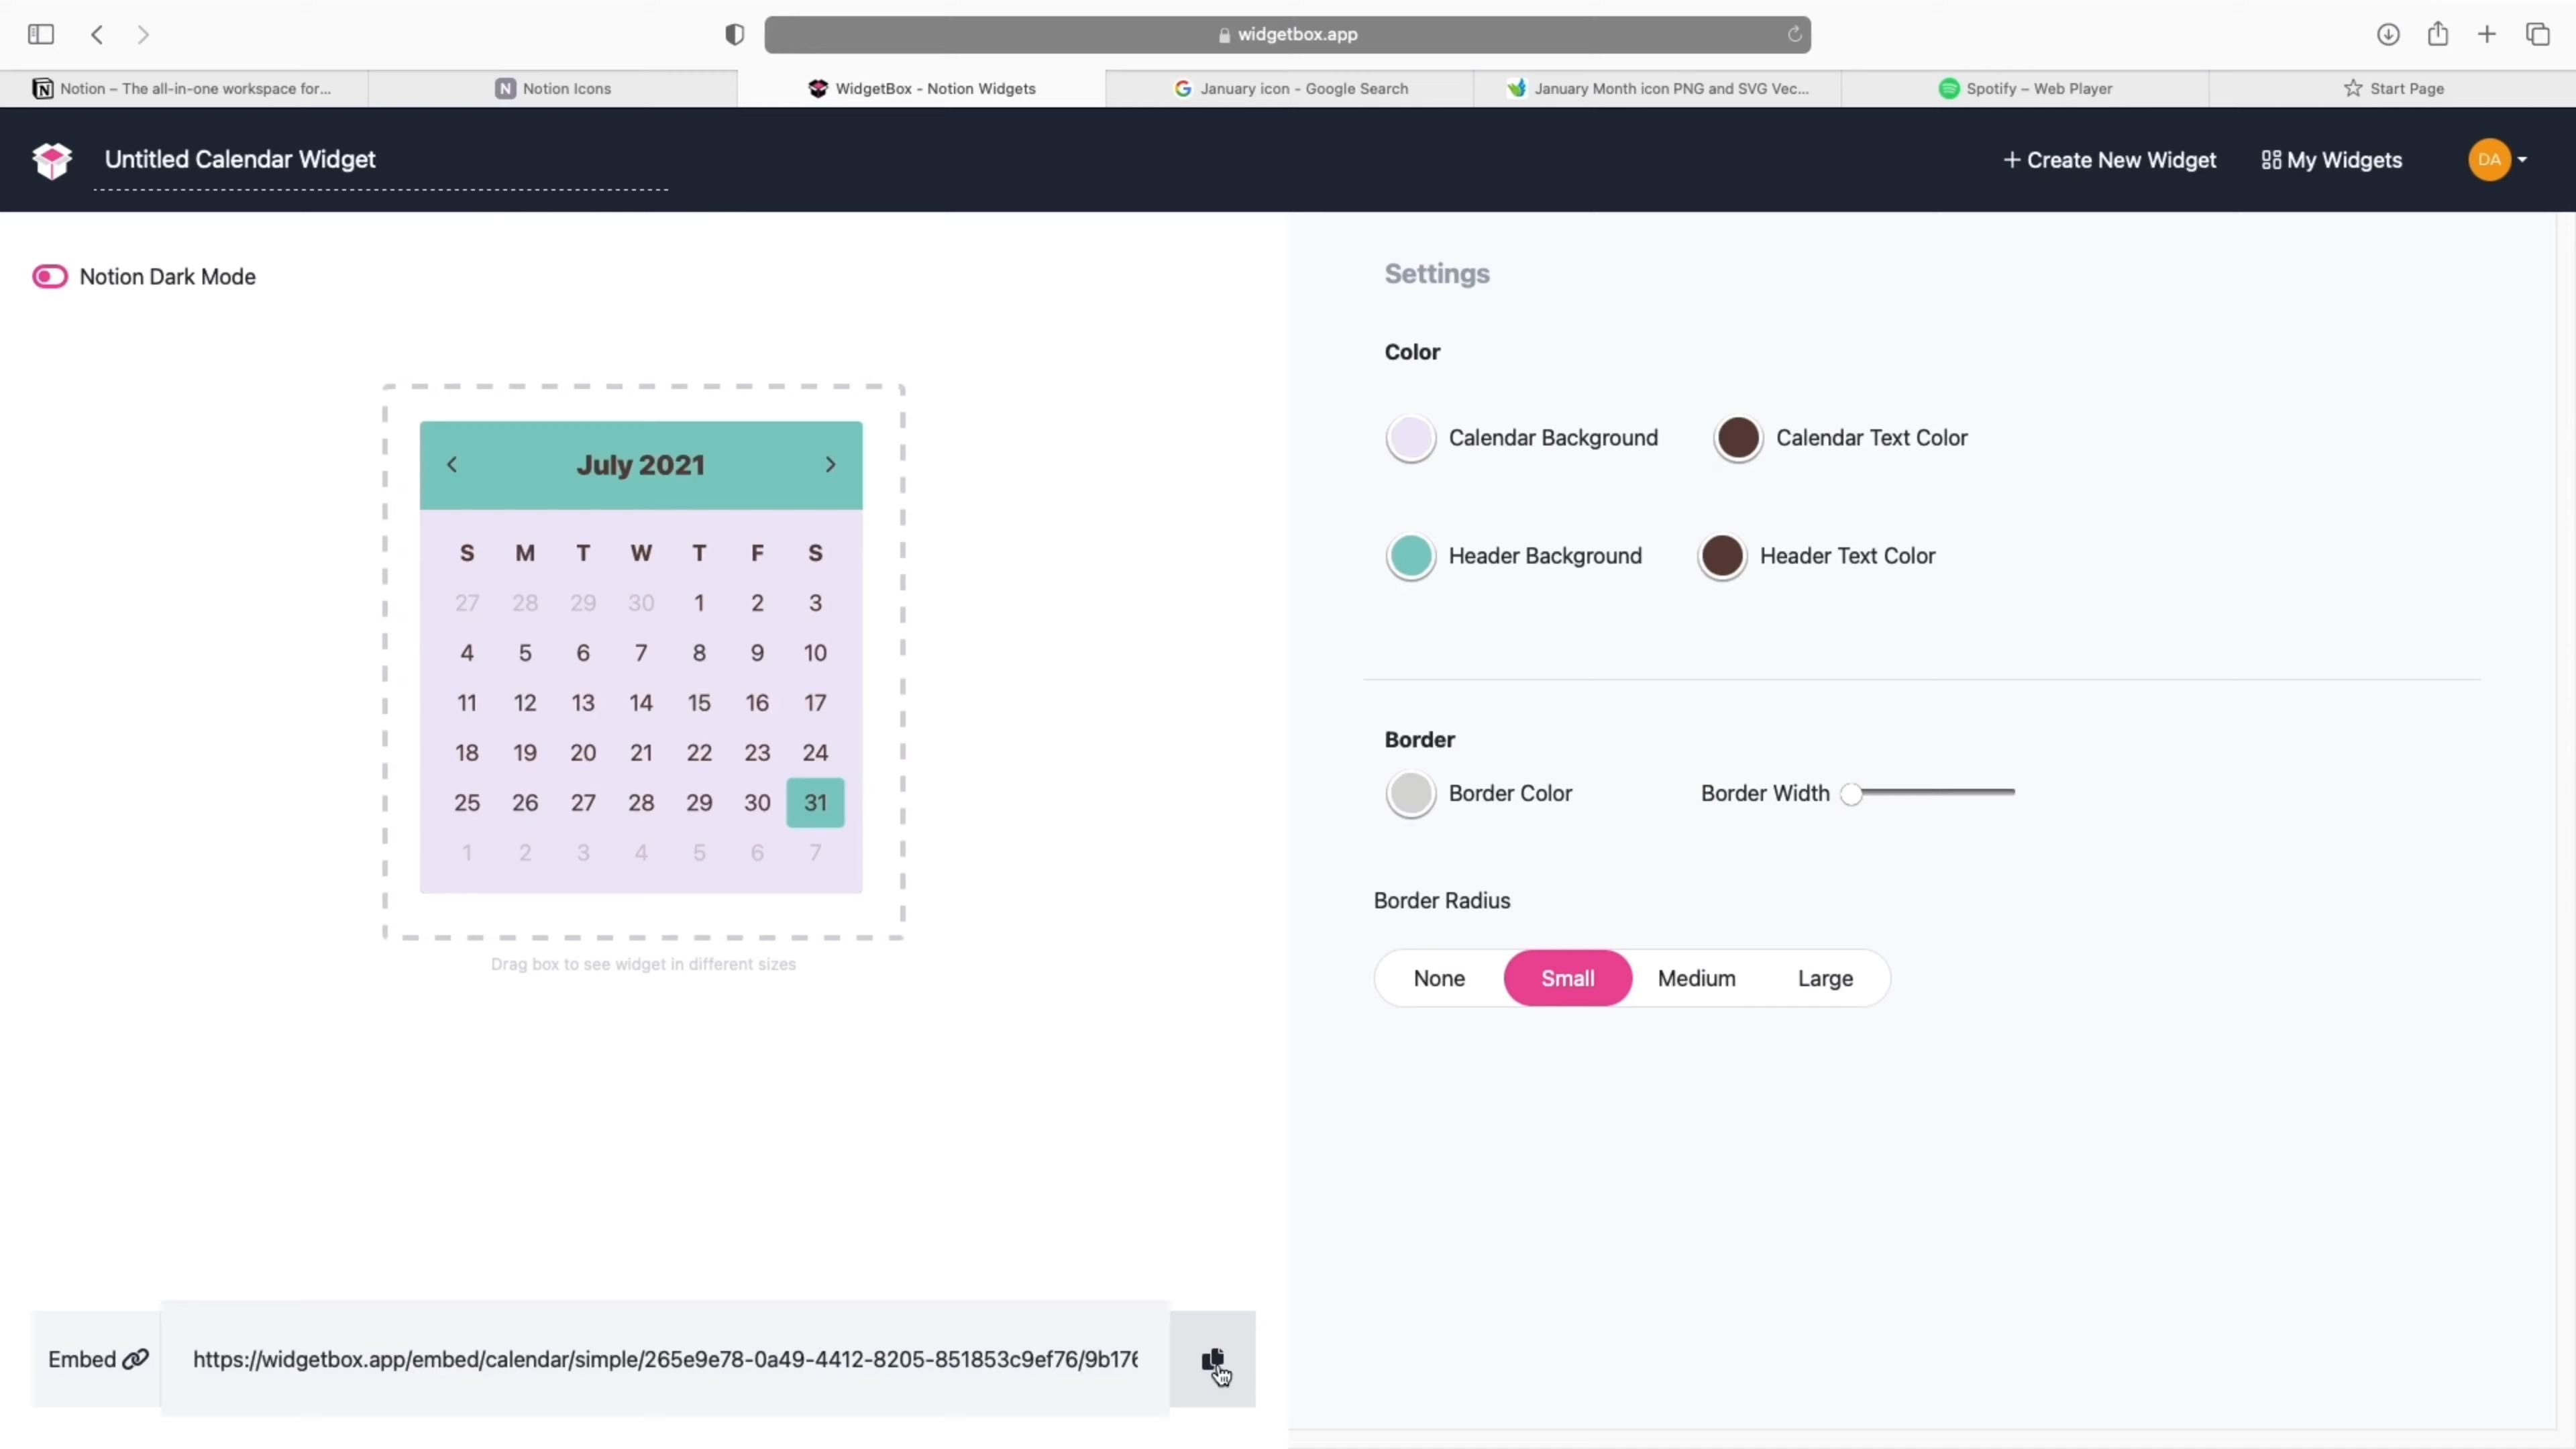 widgetbox.app
Notion – The all-in-one workspace for...
Notion Icons
WidgetBox - Notion Widgets
January icon - Google Search
January Month icon PNG and SVG Vec...
Spotify – Web Player
Start Page
Untitled Calendar Widget
+ Create New Widget
My Widgets
DA
Notion Dark Mode
July 2021
S M T W T F S
27 28 29 30 1 2 3
4 5 6 7 8 9 10
11 12 13 14 15 16 17
18 19 20 21 22 23 24
25 26 27 28 29 30 31
1 2 3 4 5 6 7
Drag box to see widget in different sizes
Embed
https://widgetbox.app/embed/calendar/simple/265e9e78-0a49-4412-8205-851853c9ef76/9b176
Settings
Color
Calendar Background
Calendar Text Color
Header Background
Header Text Color
Border
Border Color
Border Width
Border Radius
None Small Medium Large